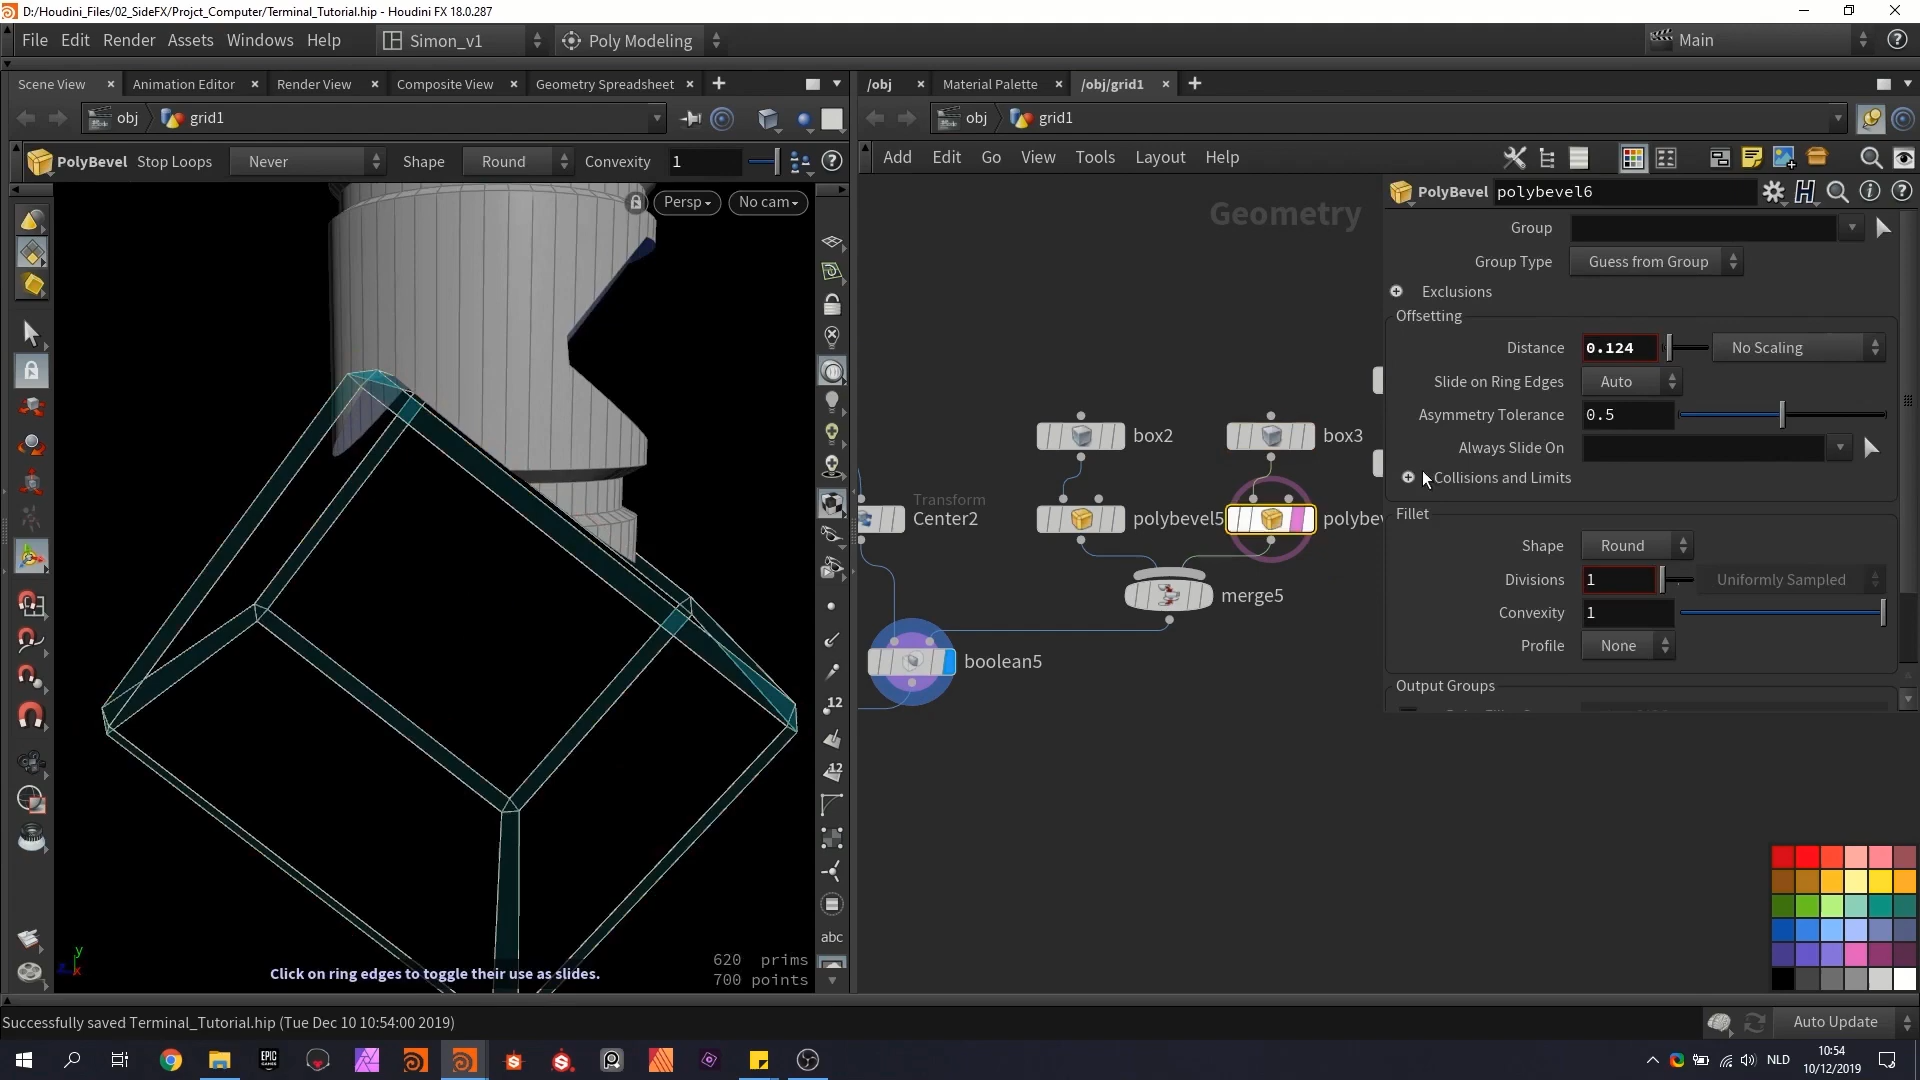 D:/Houdini_Files/02_SideFX/Projct_Computer/Terminal_Tutorial.hip - Houdini FX 18.0.287
File Edit Render Assets Windows Help Simon_v1 Poly Modeling Main
Scene View Animation Editor Render View Composite View Geometry Spreadsheet
obj grid1
PolyBevel Stop Loops Never Shape Round Convexity 1
Persp No cam
12
12
abc
620 prims
700 points
Click on ring edges to toggle their use as slides.
/obj Material Palette /obj/grid1
obj grid1
Add Edit Go View Tools Layout Help
Geometry
box2 box3
Transform
Center2 polybevel5 polybev
merge5
boolean5
PolyBevel polybevel6
Group
Group Type Guess from Group
Exclusions
Offsetting
Distance 0.124 No Scaling
Slide on Ring Edges Auto
Asymmetry Tolerance 0.5
Always Slide On
Collisions and Limits
Fillet
Shape Round
Divisions 1 Uniformly Sampled
Convexity 1
Profile None
Output Groups
Successfully saved Terminal_Tutorial.hip (Tue Dec 10 10:54:00 2019)
Auto Update
EPIC GAMES
NLD 10:54
10/12/2019